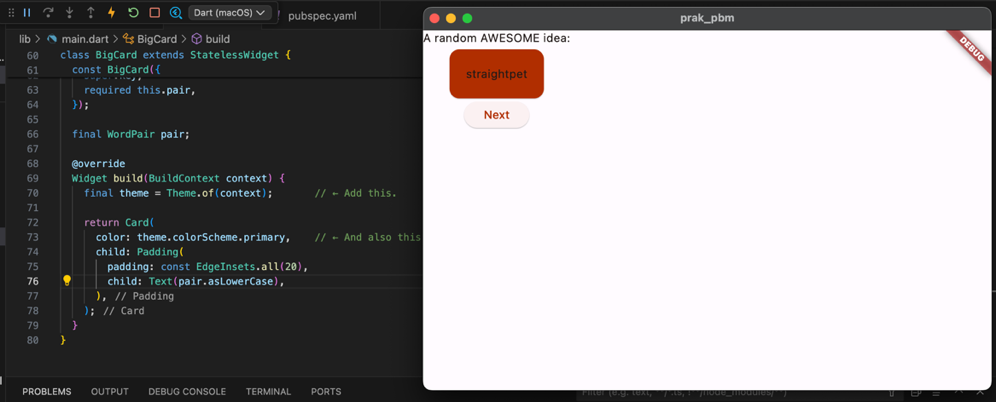 Dart (macOS)
pubspec.yaml
lib > main.dart > BigCard > build
60 class BigCard extends StatelessWidget {
61 const BigCard({
62 super.key,
63 required this.pair,
64 });
65
66 final WordPair pair;
67
68 @override
69 Widget build(BuildContext context) {
70 final theme = Theme.of(context); // ← Add this.
71
72 return Card(
73 color: theme.colorScheme.primary, // ← And also this
74 child: Padding(
75 padding: const EdgeInsets.all(20),
76 child: Text(pair.asLowerCase),
77 ), // Padding
78 ); // Card
79 }
80 }
PROBLEMS OUTPUT DEBUG CONSOLE TERMINAL PORTS
prak_pbm
A random AWESOME idea:
DEBUG
straightpet
Next
Filter (e.g. text,